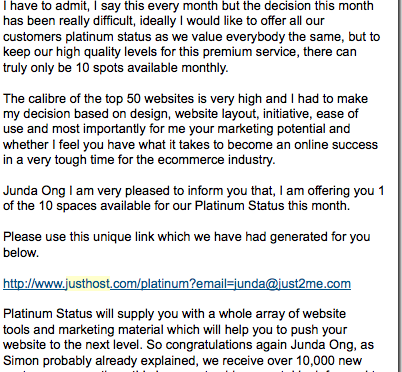 I have to admit, I say this every month but the decision this month
has been really difficult, ideally I would like to offer all our
customers platinum status as we value everybody the same, but to
keep our high quality levels for this premium service, there can
truly only be 10 spots available monthly.
The calibre of the top 50 websites is very high and I had to make
my decision based on design, website layout, initiative, ease of
use and most importantly for me your marketing potential and
whether I feel you have what it takes to become an online success
in a very tough time for the ecommerce industry.
Junda Ong I am very pleased to inform you that, I am offering you 1
of the 10 spaces available for our Platinum Status this month.
Please use this unique link which we have had generated for you
below.
http://www.justhost.com/platinum?email=junda@just2me.com
Platinum Status will supply you with a whole array of website
tools and marketing material which will help you to push your
website to the next level. So congratulations again Junda Ong, as
Simon probably already explained, we receive over 10,000 new